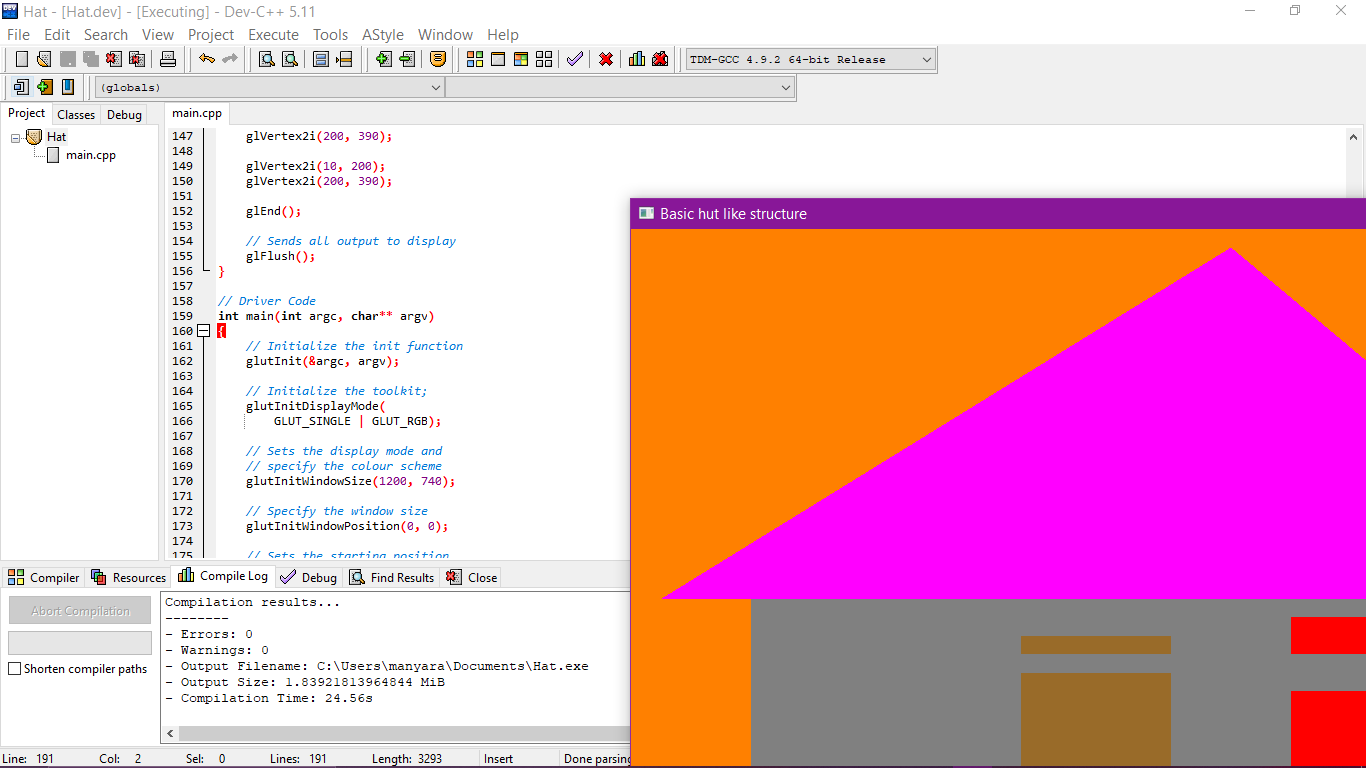 Hat - [Hat.dev] - [Executing] - Dev-C++ 5.11
File Edit Search View Project Execute Tools AStyle Window Help
TDM-GCC 4.9.2 64-bit Release
(globals)
Project Classes Debug
main.cpp
Hat
main.cpp
147 glVertex2i(200, 390);
148
149 glVertex2i(10, 200);
150 glVertex2i(200, 390);
151
152 glEnd();
153
154 // Sends all output to display
155 glFlush();
156 }
157
158 // Driver Code
159 int main(int argc, char** argv)
160 {
161 // Initialize the init function
162 glutInit(&argc, argv);
163
164 // Initialize the toolkit;
165 glutInitDisplayMode(
166 GLUT_SINGLE | GLUT_RGB);
167
168 // Sets the display mode and
169 // specify the colour scheme
170 glutInitWindowSize(1200, 740);
171
172 // Specify the window size
173 glutInitWindowPosition(0, 0);
174
175 // Sets the starting position
Basic hut like structure
Compiler Resources Compile Log Debug Find Results Close
Abort Compilation
Shorten compiler paths
Compilation results...
--------
- Errors: 0
- Warnings: 0
- Output Filename: C:\Users\manyara\Documents\Hat.exe
- Output Size: 1.83921813964844 MiB
- Compilation Time: 24.56s
Line: 191 Col: 2 Sel: 0 Lines: 191 Length: 3293 Insert Done parsing